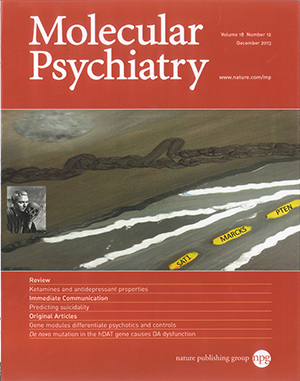 Molecular
Psychiatry
Volume 18 Number 12
December 2013
www.nature.com/mp
SAT1
MARCKS
PTEN
Review
Ketamines and antidepressant properties
Immediate Communication
Predicting suicidality
Original Articles
Gene modules differentiate psychotics and controls
De novo mutation in the hDAT gene causes DA dysfunction
nature publishing group npg